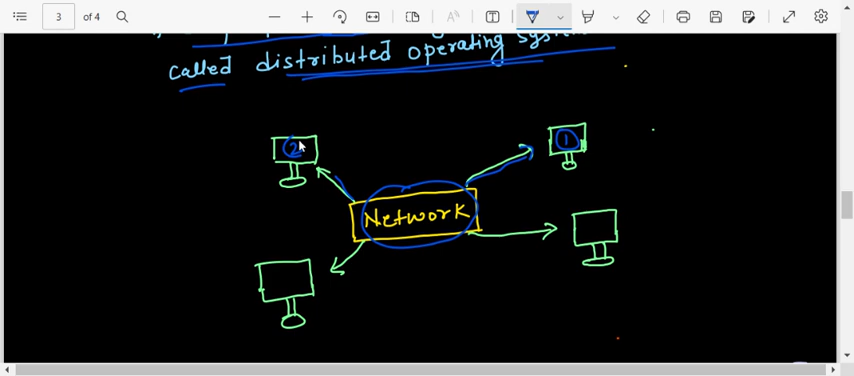 3 of 4
called distributed operating system
2
1
Network